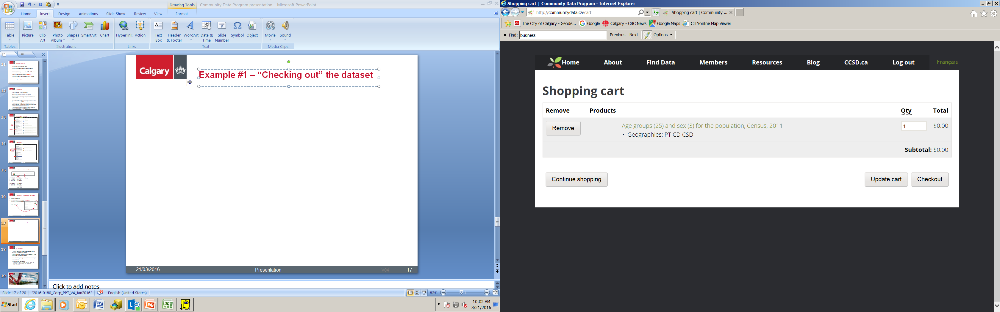 Drawing Tools
Community Data Program presentation - Microsoft PowerPoint
Home Insert Design Animations Slide Show Review View Format
Table Picture Clip Art Photo Album Shapes SmartArt Chart Hyperlink Action Text Box Header & Footer WordArt Date & Time Slide Number Symbol Object Movie Sound
Tables Illustrations Links Text Media Clips
11
12
13
14
15
16
17
18
19
Calgary
Example #1 – “Checking out” the dataset
21/03/2016 Presentation V04 17
Click to add notes
Slide 17 of 20 "2016-0180_Corp_PPT_V4_Jan2016" English (United States) 82%
Start
10:02 AM
3/21/2016
Shopping cart | Community Data Program - Internet Explorer
http://communitydata.ca/cart
Shopping cart | Community ...
The City of Calgary - Geode... Google Calgary - CBC News Google Maps CITYonline Map Viewer
x Find: business Previous Next Options
Home About Find Data Members Resources Blog CCSD.ca Log out Français
Shopping cart
Remove Products Qty Total
Remove Age groups (25) and sex (3) for the population, Census, 2011 1 $0.00
• Geographies: PT CD CSD
Subtotal: $0.00
Continue shopping Update cart Checkout